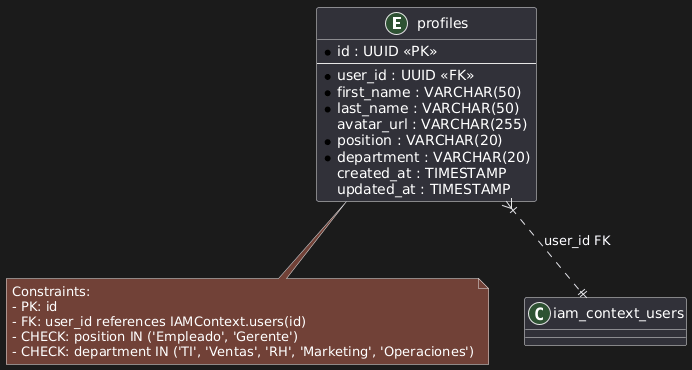 E profiles
id : UUID «PK»
user_id : UUID «FK»
first_name : VARCHAR(50)
last_name : VARCHAR(50)
avatar_url : VARCHAR(255)
position : VARCHAR(20)
department : VARCHAR(20)
created_at : TIMESTAMP
updated_at : TIMESTAMP
user_id FK
Constraints:
- PK: id
- FK: user_id references IAMContext.users(id)
- CHECK: position IN ('Empleado', 'Gerente')
- CHECK: department IN ('TI', 'Ventas', 'RH', 'Marketing', 'Operaciones')
C iam_context_users